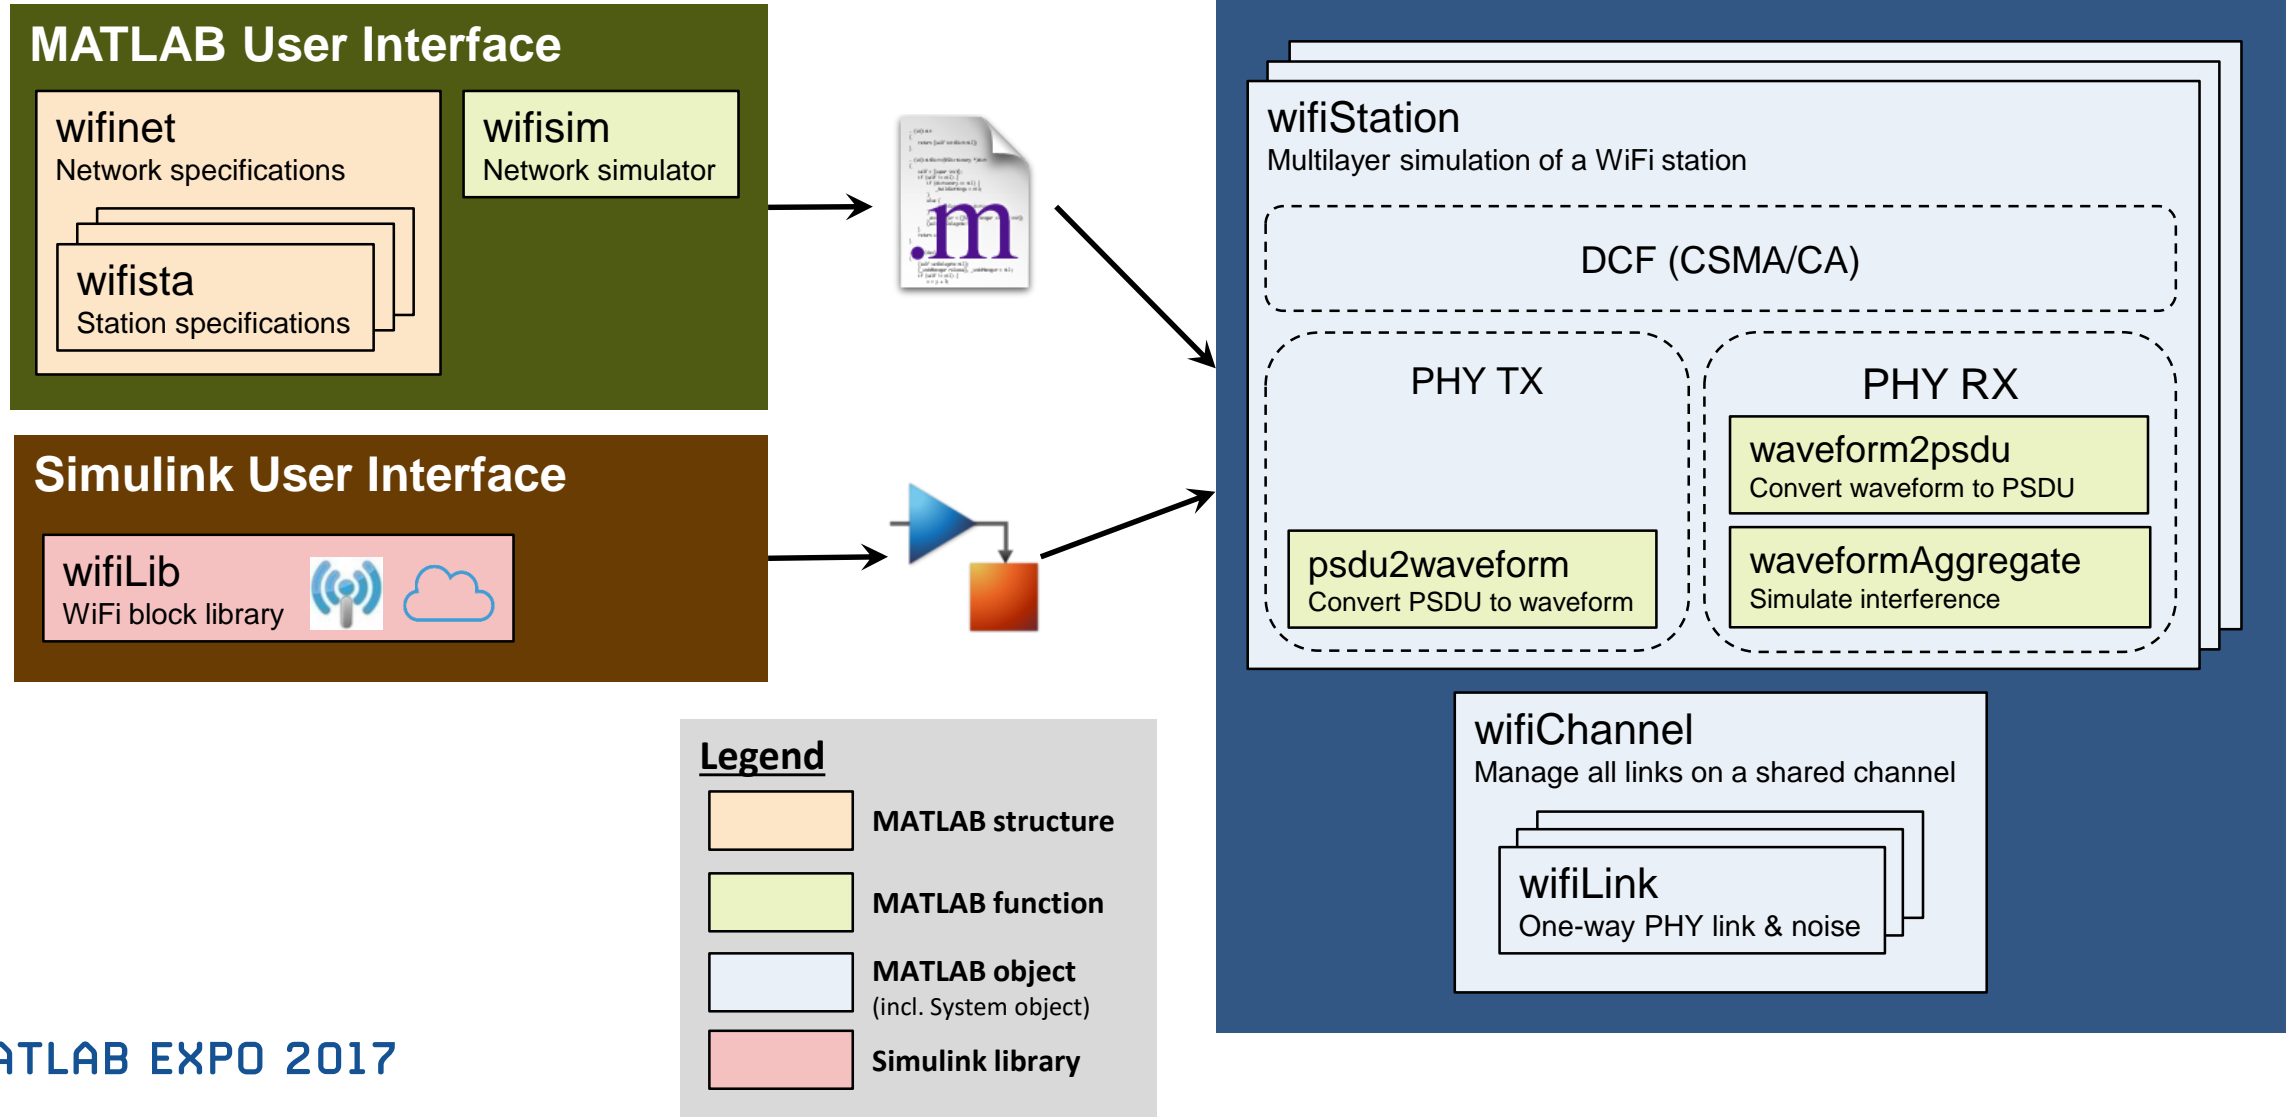 MATLAB User Interface
wifinet
Network specifications
wifista
Station specifications
wifisim
Network simulator
Simulink User Interface
wifiLib
WiFi block library
.m
wifiStation
Multilayer simulation of a WiFi station
DCF (CSMA/CA)
PHY TX
psdu2waveform
Convert PSDU to waveform
PHY RX
waveform2psdu
Convert waveform to PSDU
waveformAggregate
Simulate interference
wifiChannel
Manage all links on a shared channel
wifiLink
One-way PHY link & noise
Legend
MATLAB structure
MATLAB function
MATLAB object
(incl. System object)
Simulink library
ATLAB EXPO 2017